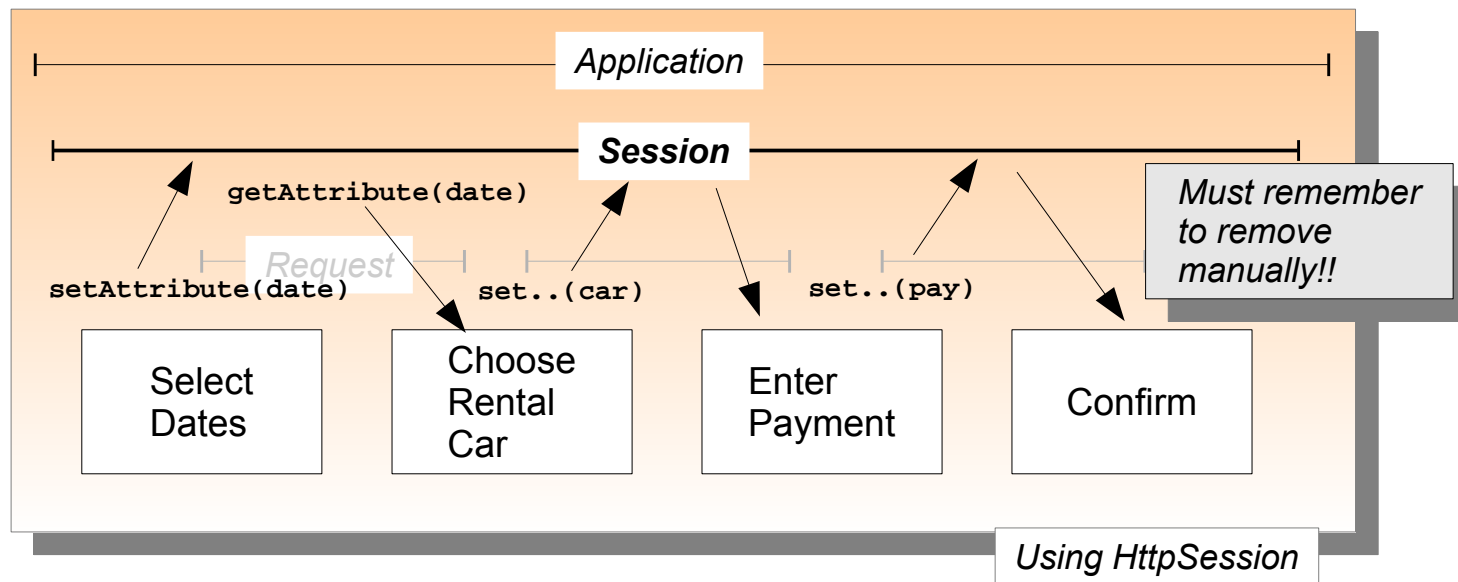 Application
Session
getAttribute(date)
Must remember
to remove
manually!!
Request
setAttribute(date)
set..(car)
set..(pay)
Select
Dates
Choose
Rental
Car
Enter
Payment
Confirm
Using HttpSession